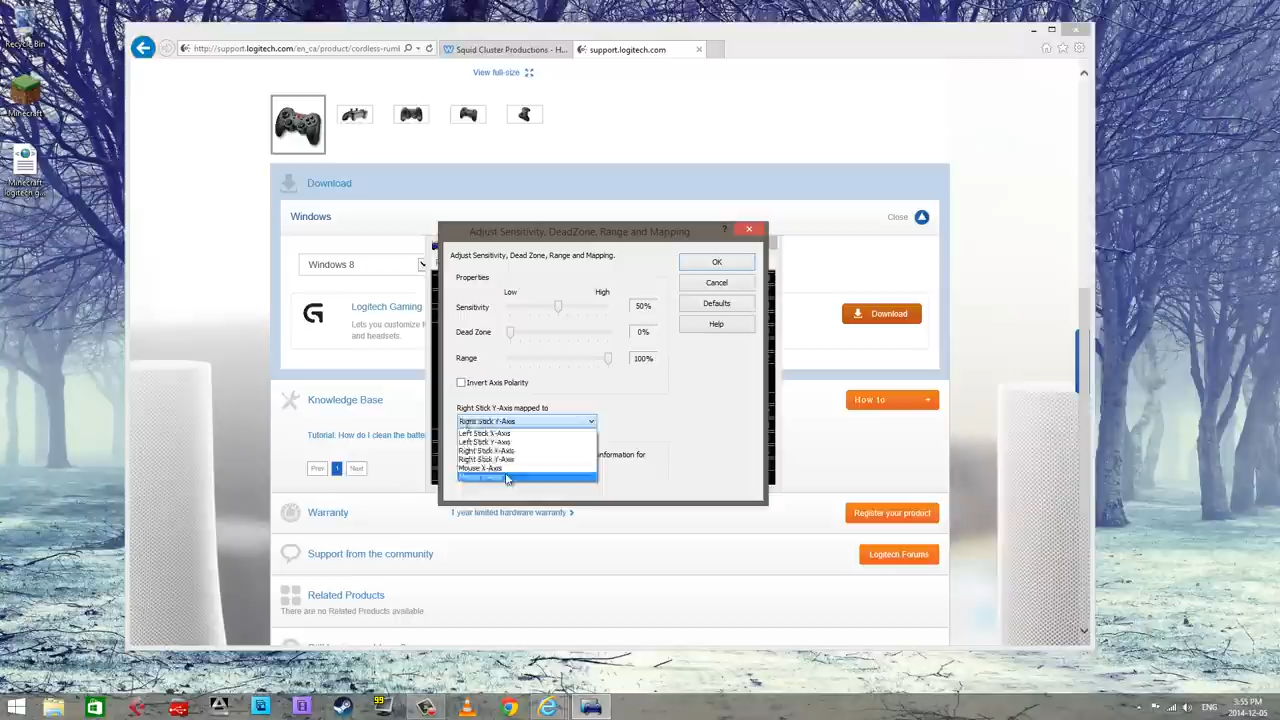 Recycle Bin
Minecraft
Minecraft
logitech g...
http://support.logitech.com/en_ca/product/cordless-rumbl
Squid Cluster Productions - H...
support.logitech.com
View full-size
Download
Windows
Close
Windows 8
Logitech Gaming
Lets you customize
and headsets.
Download
Adjust Sensitivity, DeadZone, Range and Mapping
Adjust Sensitivity, Dead Zone, Range and Mapping.
Properties
Low
High
Sensitivity
50%
Dead Zone
0%
Range
100%
Invert Axis Polarity
Right Stick Y-Axis mapped to
Right Stick Y-Axis
Left Stick X-Axis
Left Stick Y-Axis
Right Stick X-Axis
Right Stick Y-Axis
Mouse X-Axis
information for
OK
Cancel
Defaults
Help
Knowledge Base
How to
Tutorial: How do I clean the batte
Prev
1
Next
Warranty
1 year limited hardware warranty
Register your product
Support from the community
Logitech Forums
Related Products
There are no Related Products available
99
ENG
3:55 PM
2014-12-05